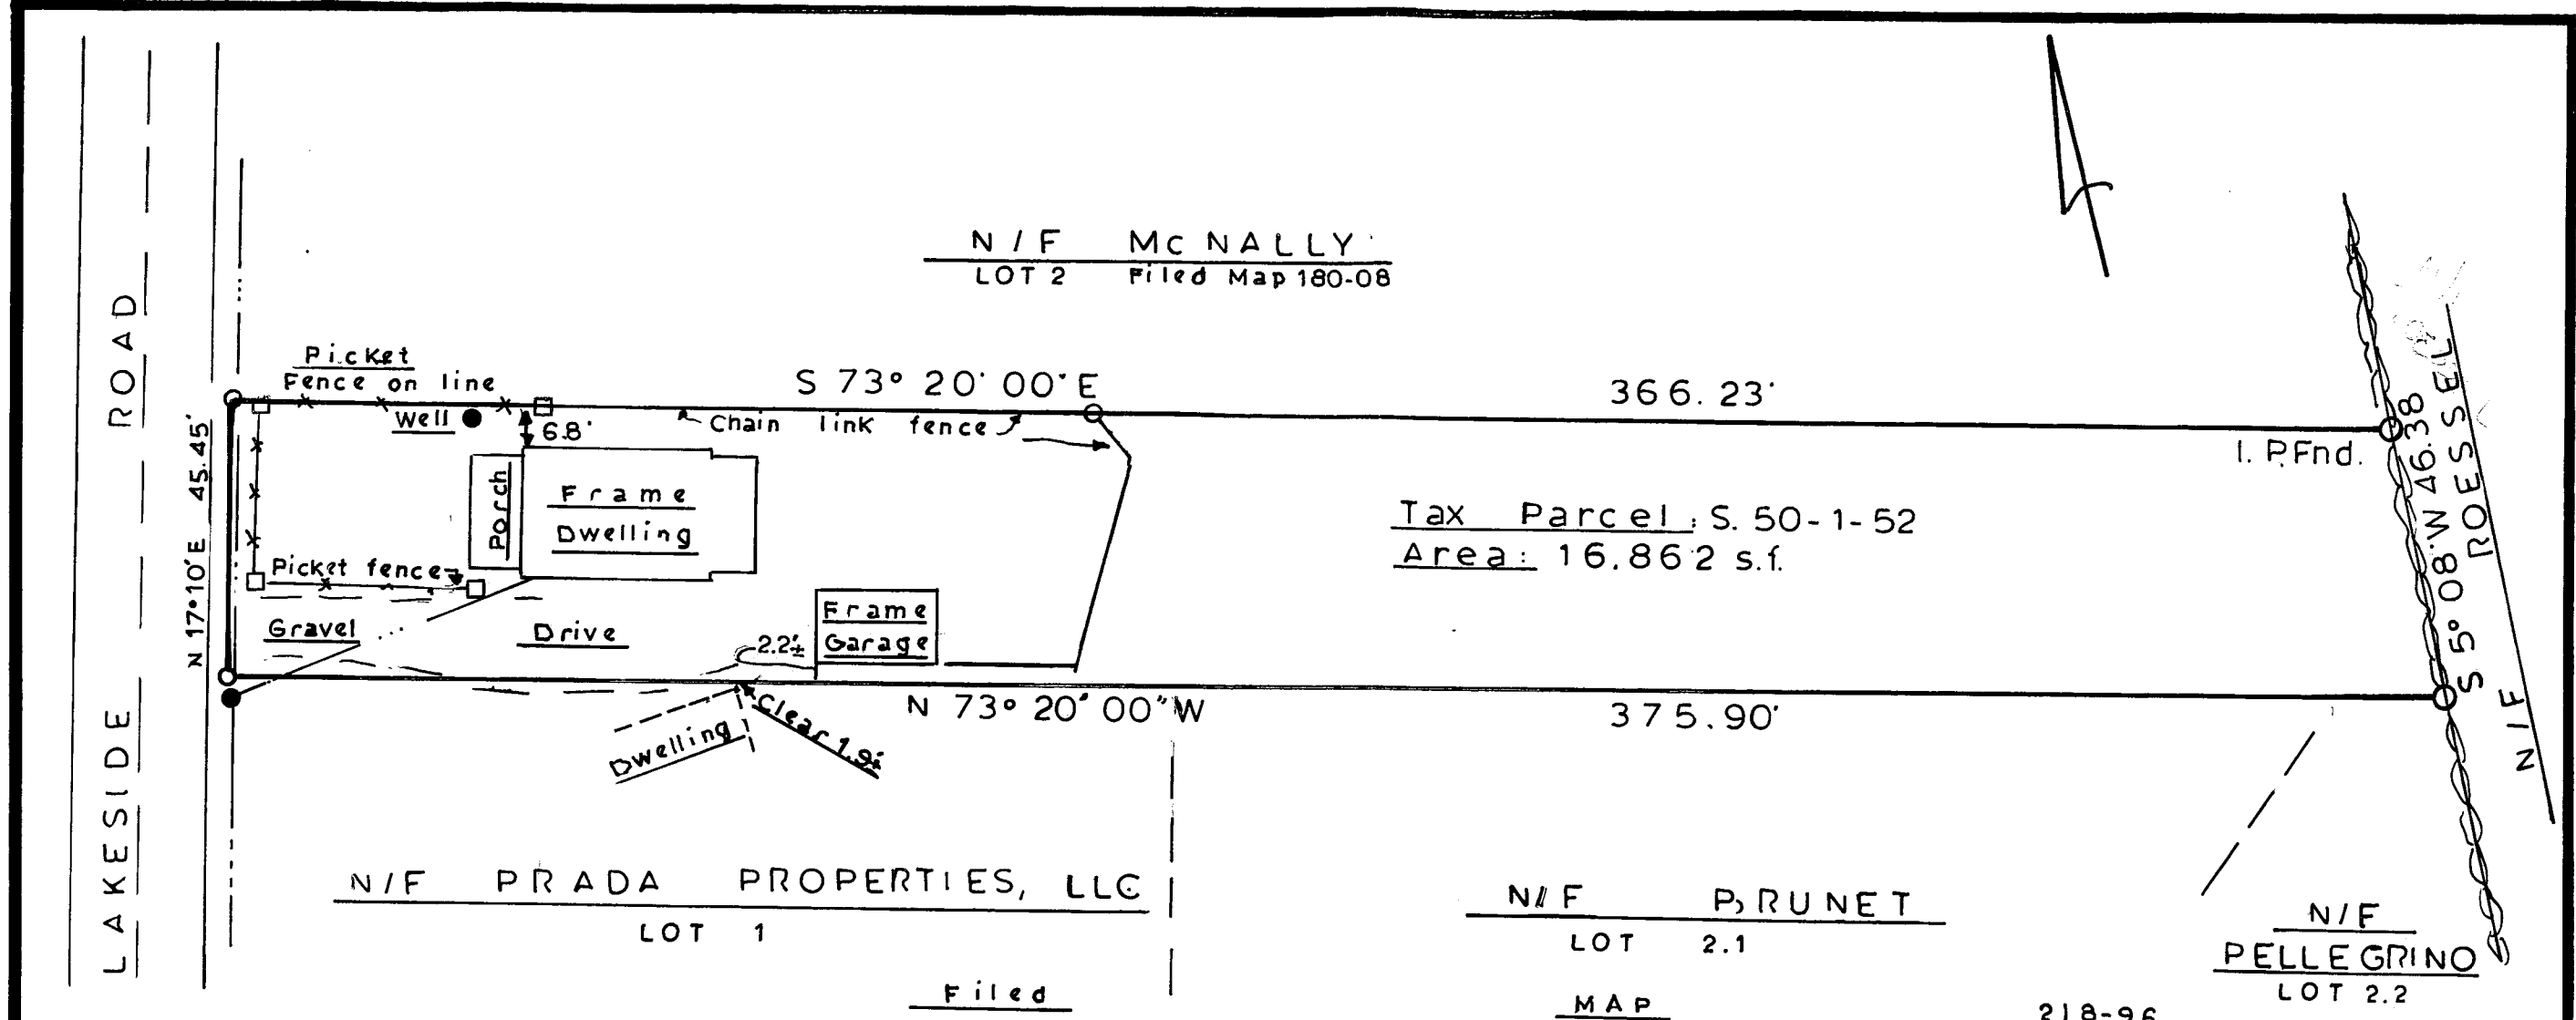 N / F Mc NALLY
LOT 2 Filed Map 180-08
LAKESIDE ROAD
Picket
Fence on line
Well
6.8'
S 73° 20' 00" E
Chain link fence
366.23'
I. P. Fnd.
N 17° 10' E 45.45'
Porch
Frame
Dwelling
Picket fence
Gravel
Drive
2.2'±
Frame
Garage
Tax Parcel: S. 50-1-52
Area: 16.862 s.f.
S 5° 08' W 46.38
N/F ROESSEL
N 73° 20' 00" W
375.90'
Dwelling
Clear 1.9'±
N/F PRADA PROPERTIES, LLC
LOT 1
N/F
LOT 2.1
N/F
PELLEGRINO
LOT 2.2
Filed
MAP
218-96